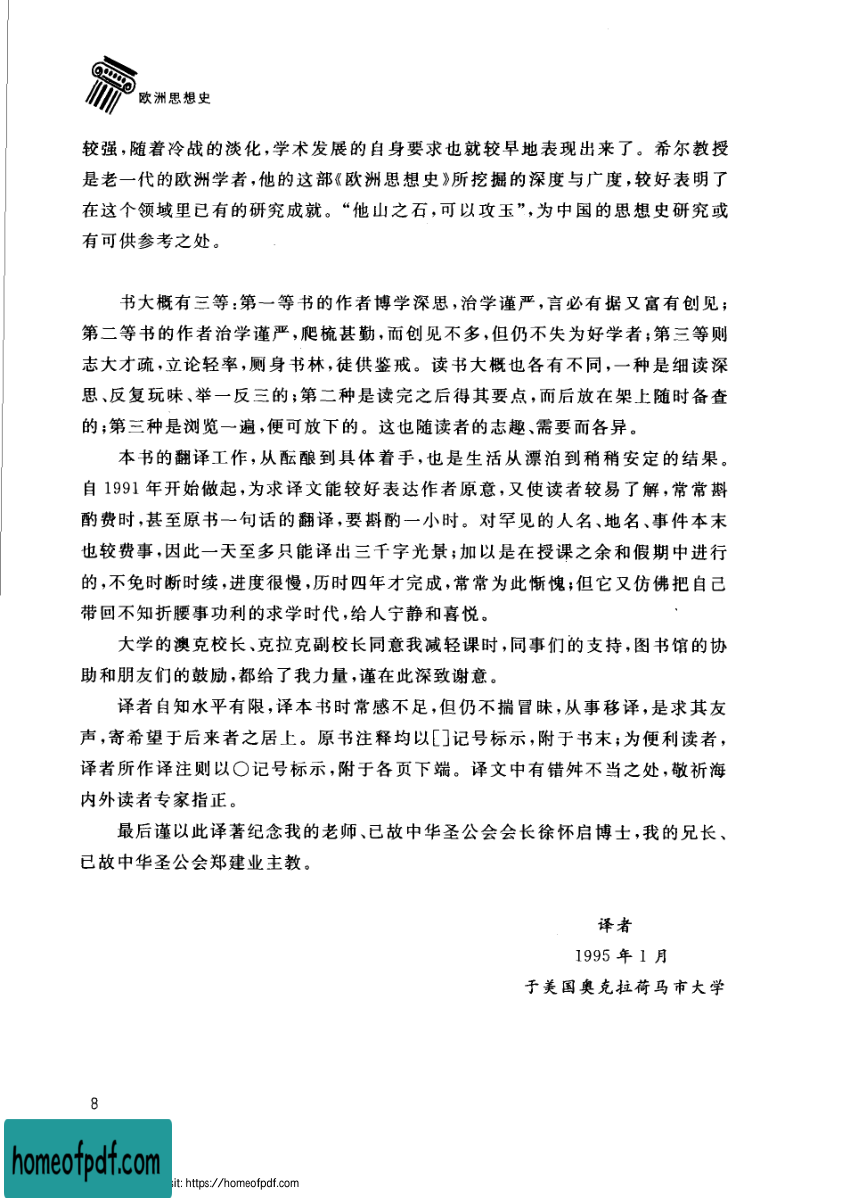 欧洲思想史
较强,随着冷战的淡化,学术发展的自身要求也就较早地表现出来了。希尔教授
是老一代的欧洲学者,他的这部《欧洲思想史》所挖掘的深度与广度,较好表明了
在这个领域里已有的研究成就。“他山之石,可以攻玉”,为中国的思想史研究或
有可供参考之处。
书大概有三等:第一等书的作者博学深思,治学谨严,言必有据又富有创见;
第二等书的作者治学谨严,爬梳甚勤,而创见不多,但仍不失为好学者;第三等则
志大才疏,立论轻率,厕身书林,徒供鉴戒。读书大概也各有不同,一种是细读深
思、反复玩味、举一反三的;第二种是读完之后得其要点,而后放在架上随时备查
的;第三种是浏览一遍,便可放下的。这也随读者的志趣、需要而各异。
本书的翻译工作,从酝酿到具体着手,也是生活从漂泊到稍稍安定的结果。
自1991年开始做起,为求译文能较好表达作者原意,又使读者较易了解,常常斟
酌费时,甚至原书一句话的翻译,要斟酌一小时。对罕见的人名、地名、事件本末
也较费事,因此一天至多只能译出三千字光景;加以是在授课之余和假期中进行
的,不免时断时续,进度很慢,历时四年才完成,常常为此惭愧;但它又仿佛把自己
带回不知折腰事功利的求学时代,给人宁静和喜悦。
大学的澳克校长、克拉克副校长同意我减轻课时,同事们的支持,图书馆的协
助和朋友们的鼓励,都给了我力量,谨在此深致谢意。
译者自知水平有限,译本书时常感不足,但仍不揣冒昧,从事移译,是求其友
声,寄希望于后来者之居上。原书注释均以[]记号标示,附于书末;为便利读者,
译者所作译注则以○记号标示,附于各页下端。译文中有错舛不当之处,敬祈海
内外读者专家指正。
最后谨以此译著纪念我的老师、已故中华圣公会会长徐怀启博士,我的兄长、
已故中华圣公会郑建业主教。
译者
1995年1月
于美国奥克拉荷马市大学
8
homeofpdf.com
sit: https://homeofpdf.com